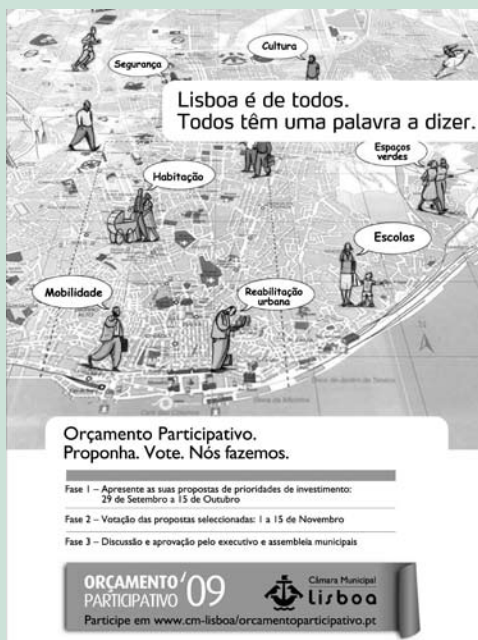 Cultura
Segurança
Lisboa é de todos.
Todos têm uma palavra a dizer.
Espaços
verdes
Habitação
Escolas
Mobilidade
Reabilitação
urbana
Orçamento Participativo.
Proponha. Vote. Nós fazemos.
Fase 1 – Apresente as suas propostas de prioridades de investimento:
29 de Setembro a 15 de Outubro
Fase 2 – Votação das propostas seleccionadas: 1 a 15 de Novembro
Fase 3 – Discussão e aprovação pelo executivo e assembleia municipais
ORÇAMENTO
PARTICIPATIVO '09
Câmara Municipal
Lisboa
Participe em www.cm-lisboa/orcamentoparticipativo.pt